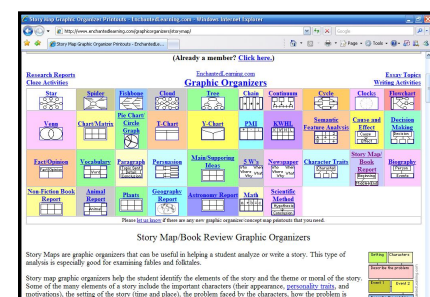 Story Map Graphic Organizer Printouts - EnchantedLearning.com - Windows Internet Explorer
http://www.enchantedlearning.com/graphicorganizers/storymap/
Google
Story Map Graphic Organizer Printouts - EnchantedLe...
Page
Tools
(Already a member? Click here.)
Research Reports
EnchantedLearning.com
Essay Topics
Cloze Activities
Graphic Organizers
Writing Activities
Star Spider Fishbone Cloud Tree Chain Continuum Cycle Clocks Flowchart
Venn Chart/Matrix Pie Chart/ Circle Graph T-Chart Y-Chart PMI KWHL Semantic Feature Analysis Cause and Effect Decision Making
Fact/Opinion Vocabulary Paragraph Persuasion Main/Supporting Ideas 5 W's Newspaper Character Traits Story Map/ Book Report Biography
Non-Fiction Book Report Animal Report Plants Geography Report Astronomy Report Math Scientific Method
Please let us know if there are any new graphic organizer/concept map printouts that you need.
Story Map/Book Review Graphic Organizers
Story Maps are graphic organizers that can be useful in helping a student analyze or write a story. This type of
analysis is especially good for examining fables and folktales.
Setting Characters
Describe the problem
Story map graphic organizers help the student identify the elements of the story and the theme or moral of the story.
Some of the many elements of a story include the important characters (their appearance, personality traits, and
motivations), the setting of the story (time and place), the problem faced by the characters, how the problem is
Event 1 Event 2